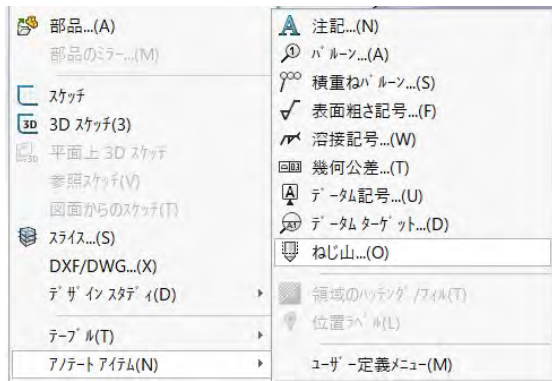 部品...(A)
部品のミラー...(M)
スケッチ
3D 3D スケッチ(3)
平面上 3D スケッチ
参照スケッチ(V)
図面からのスケッチ(T)
スライス...(S)
DXF/DWG...(X)
デザイン スタディ(D)
テーブル(T)
アノテート アイテム(N)
注記...(N)
バルーン...(A)
積重ねバルーン...(S)
表面粗さ記号...(F)
溶接記号...(W)
幾何公差...(T)
データム記号...(U)
データム ターゲット...(D)
ねじ山...(O)
領域のハッチング/フィル(T)
位置ラベル(L)
ユーザー定義メニュー(M)